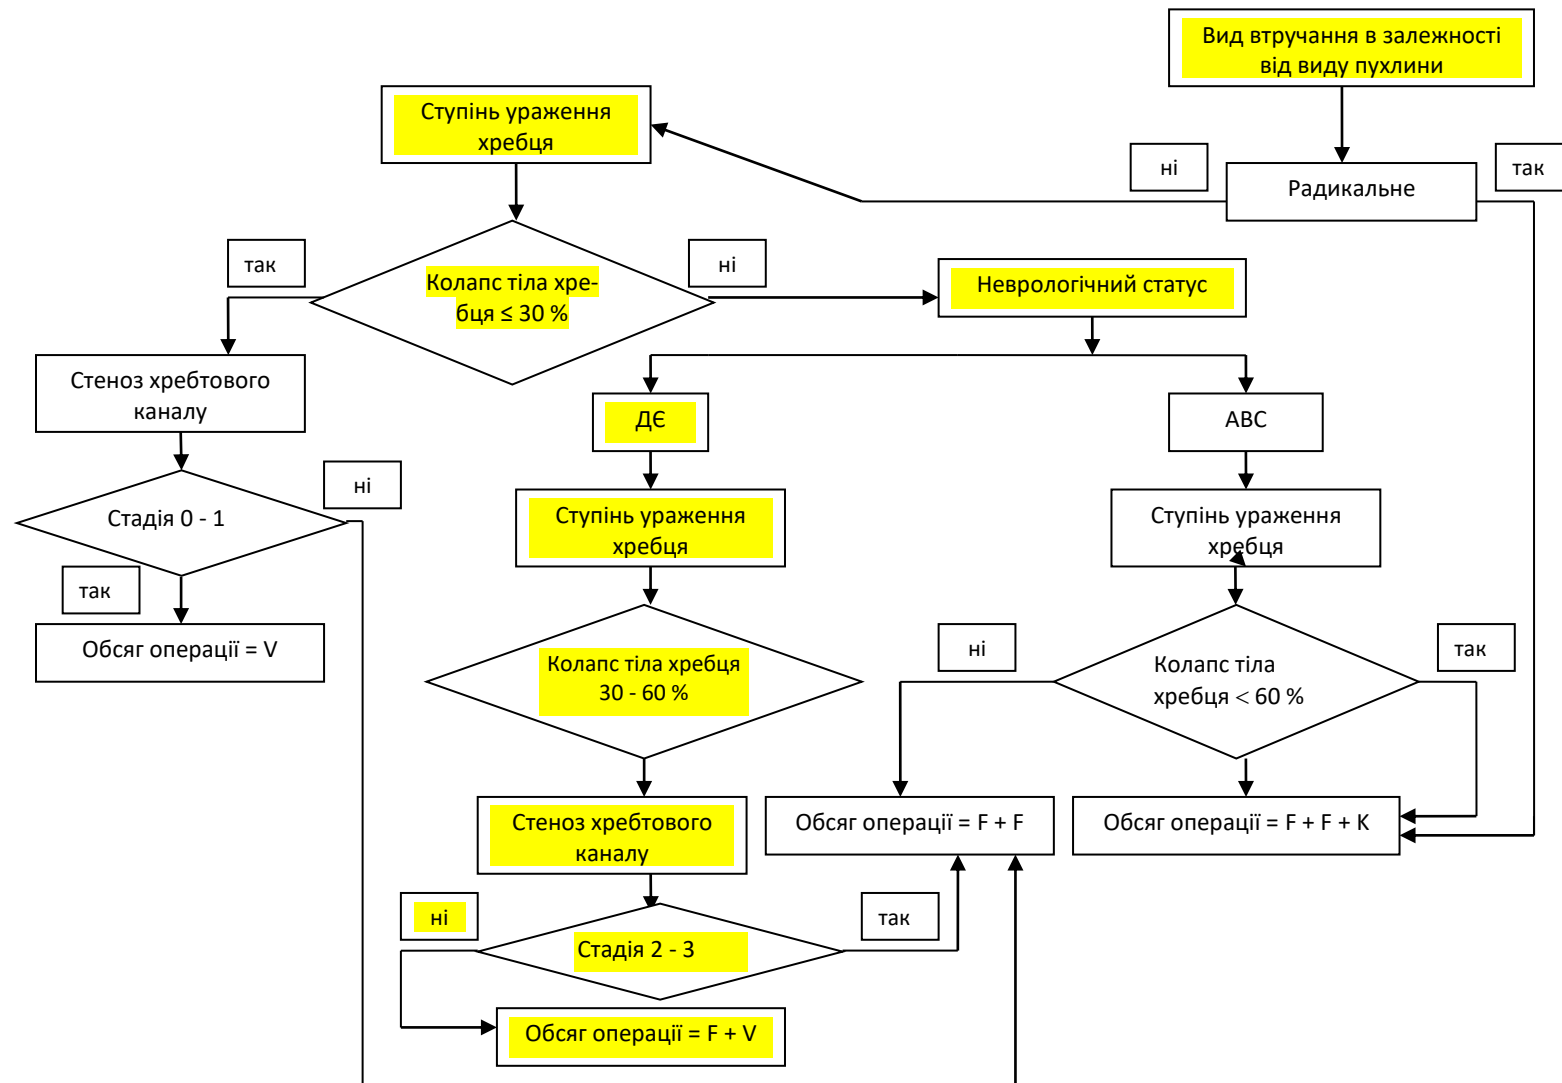 Вид втручання в залежності
від виду пухлини
Ступінь ураження
хребця
ні
так
Радикальне
так
Колапс тіла хре-
бця ≤ 30 %
ні
Неврологічний статус
Стеноз хребтового
каналу
ДЄ
АВС
ні
Стадія 0 - 1
Ступінь ураження
хребця
Ступінь ураження
хребця
так
Обсяг операції = V
Колапс тіла хребця
30 - 60 %
ні
Колапс тіла
хребця < 60 %
так
Стеноз хребтового
каналу
Обсяг операції = F + F
Обсяг операції = F + F + K
ні
Стадія 2 - 3
так
Обсяг операції = F + V